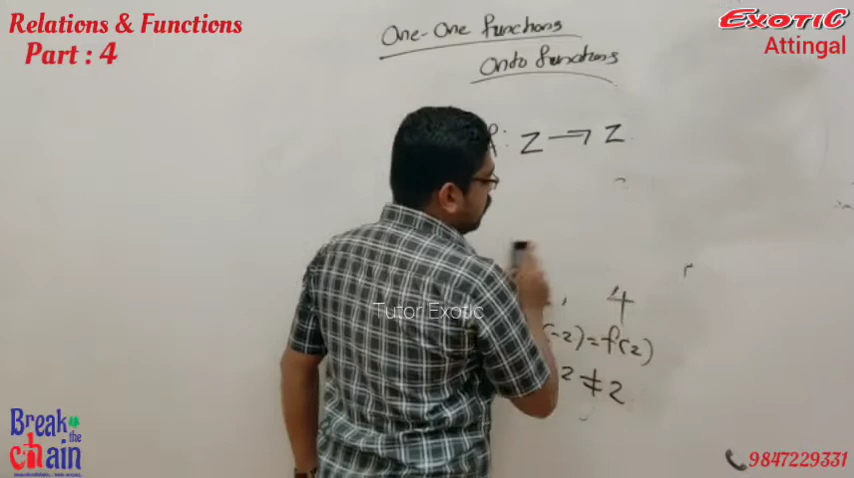 Relations & Functions
Part : 4
EXOTIC
Attingal
One-One functions
Onto functions
f: Z → Z
4
(-2)=f(2)
2 ≠ 2
Tutor Exotic
Break
the
chain
9847229331